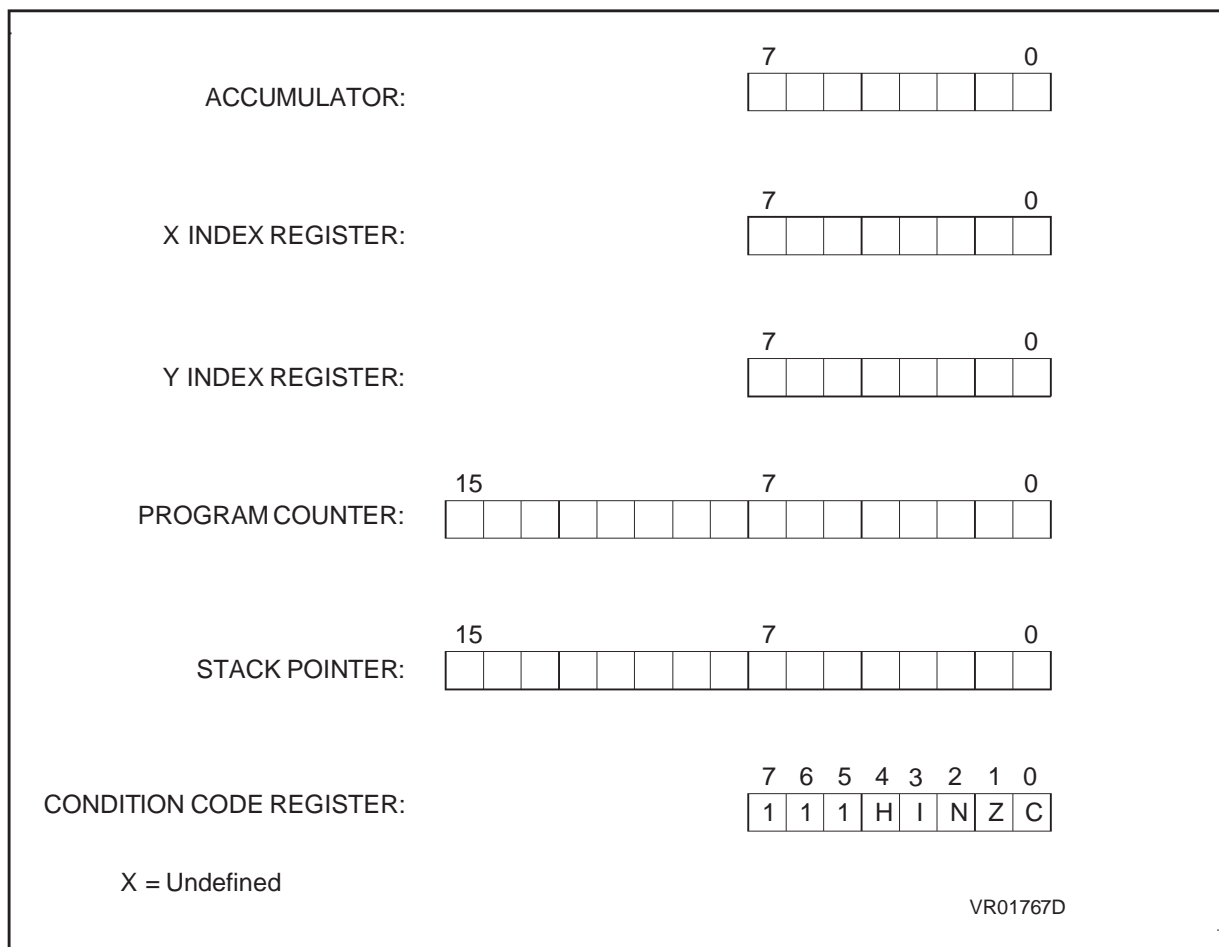 7 0
ACCUMULATOR:
7 0
X INDEX REGISTER:
7 0
Y INDEX REGISTER:
15 7 0
PROGRAM COUNTER:
15 7 0
STACK POINTER:
7 6 5 4 3 2 1 0
CONDITION CODE REGISTER: 1 1 1 H I N Z C
X = Undefined
VR01767D